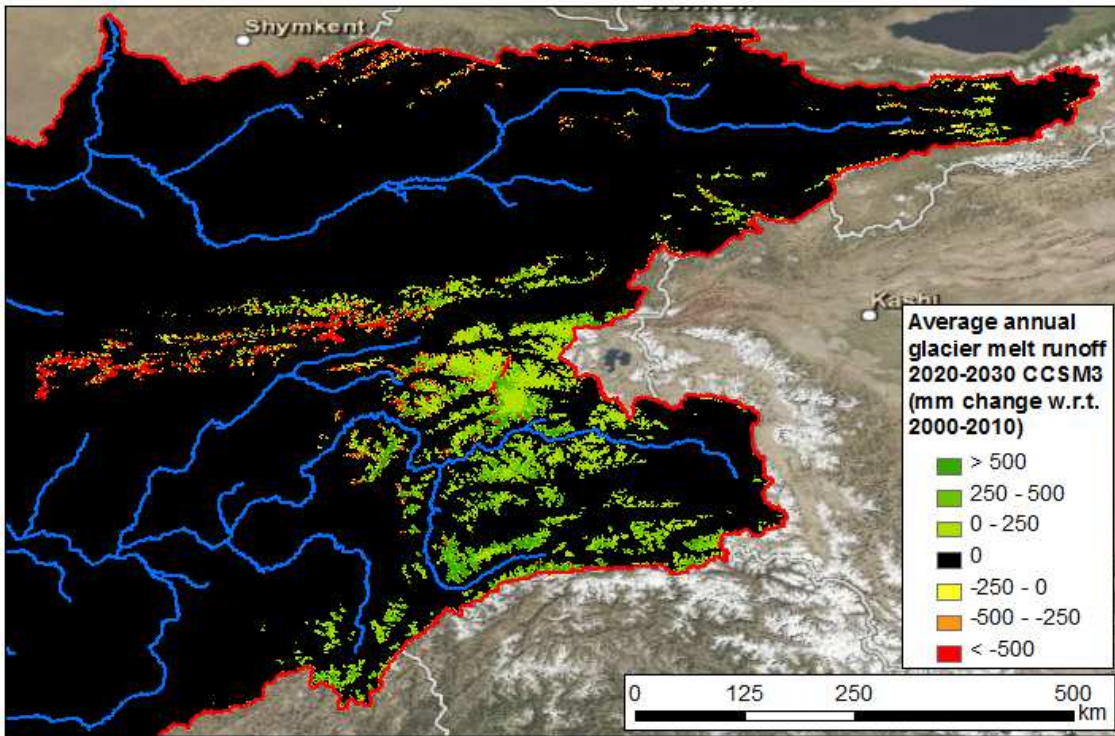 Shymkent
Kashi
Average annual
glacier melt runoff
2020-2030 CCSM3
(mm change w.r.t.
2000-2010)
> 500
250 - 500
0 - 250
0
-250 - 0
-500 - -250
< -500
0 125 250 500
km